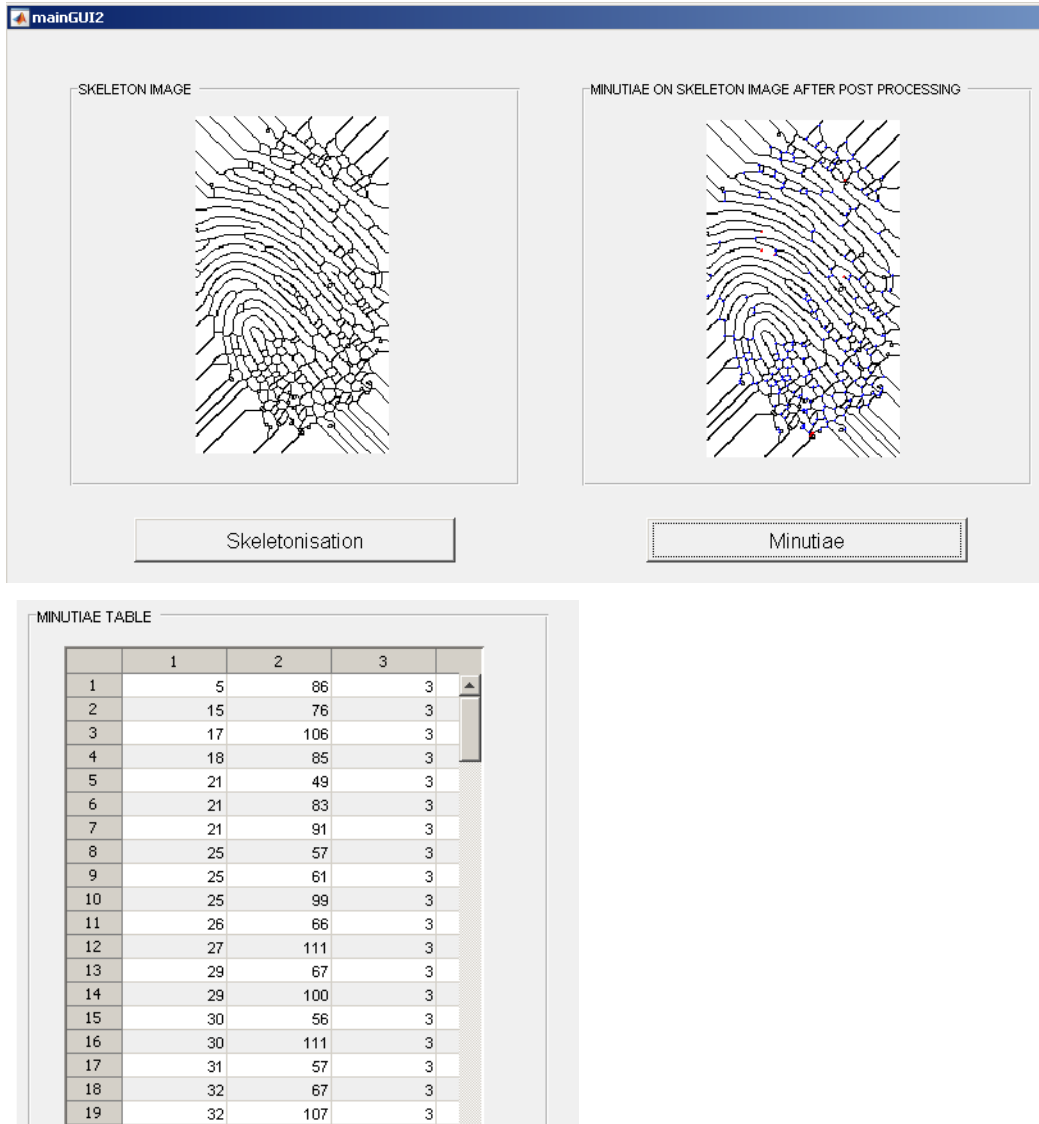 mainGUI2
SKELETON IMAGE
MINUTIAE ON SKELETON IMAGE AFTER POST PROCESSING
Skeletonisation
Minutiae
MINUTIAE TABLE
1 2 3
1 5 86 3
2 15 76 3
3 17 106 3
4 18 85 3
5 21 49 3
6 21 83 3
7 21 91 3
8 25 57 3
9 25 61 3
10 25 99 3
11 26 66 3
12 27 111 3
13 29 67 3
14 29 100 3
15 30 56 3
16 30 111 3
17 31 57 3
18 32 67 3
19 32 107 3